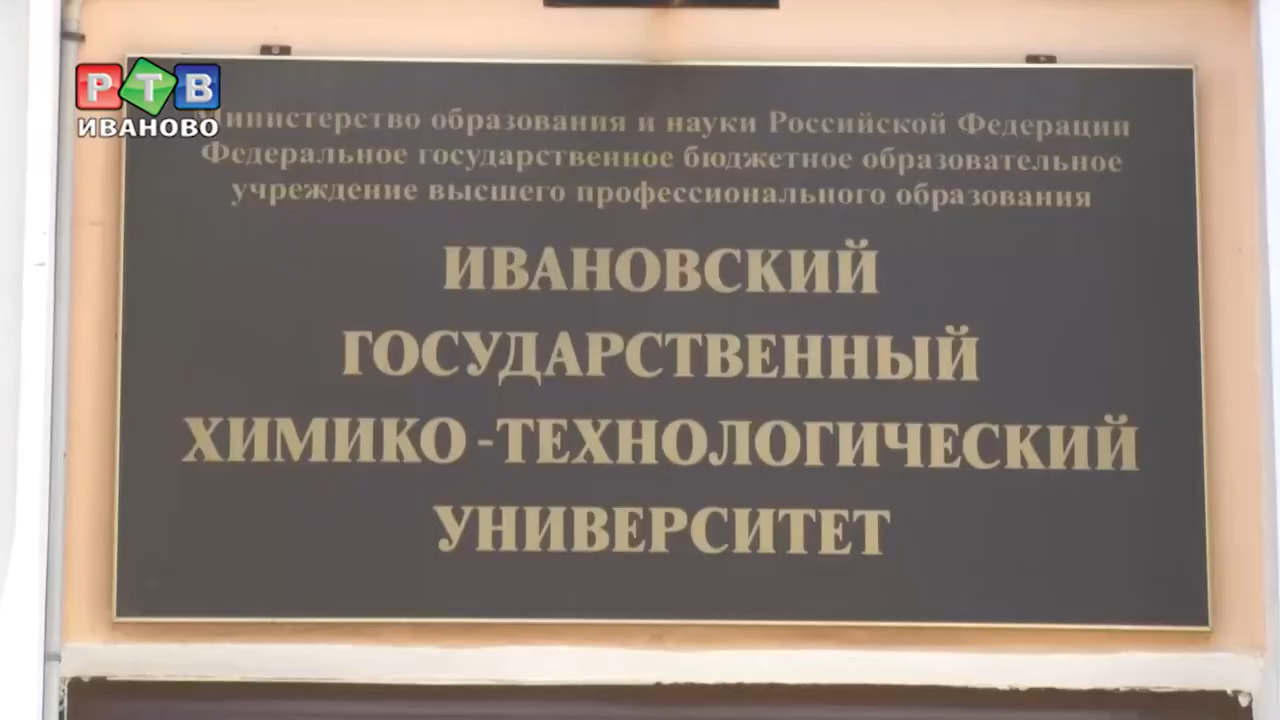 РТВ
ИВАНОВО
Министерство образования и науки Российской Федерации
Федеральное государственное бюджетное образовательное
учреждение высшего профессионального образования
ИВАНОВСКИЙ
ГОСУДАРСТВЕННЫЙ
ХИМИКО-ТЕХНОЛОГИЧЕСКИЙ
УНИВЕРСИТЕТ